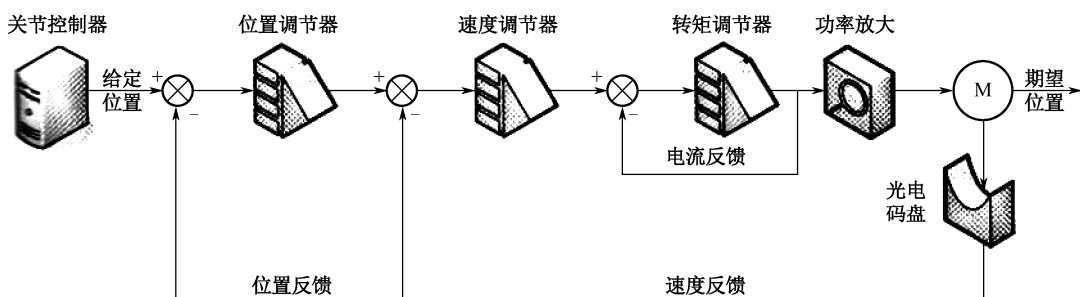 关节控制器
位置调节器
速度调节器
转矩调节器
功率放大
给定
位置
+
−
+
−
+
−
M
期望
位置
电流反馈
光电
码盘
位置反馈
速度反馈